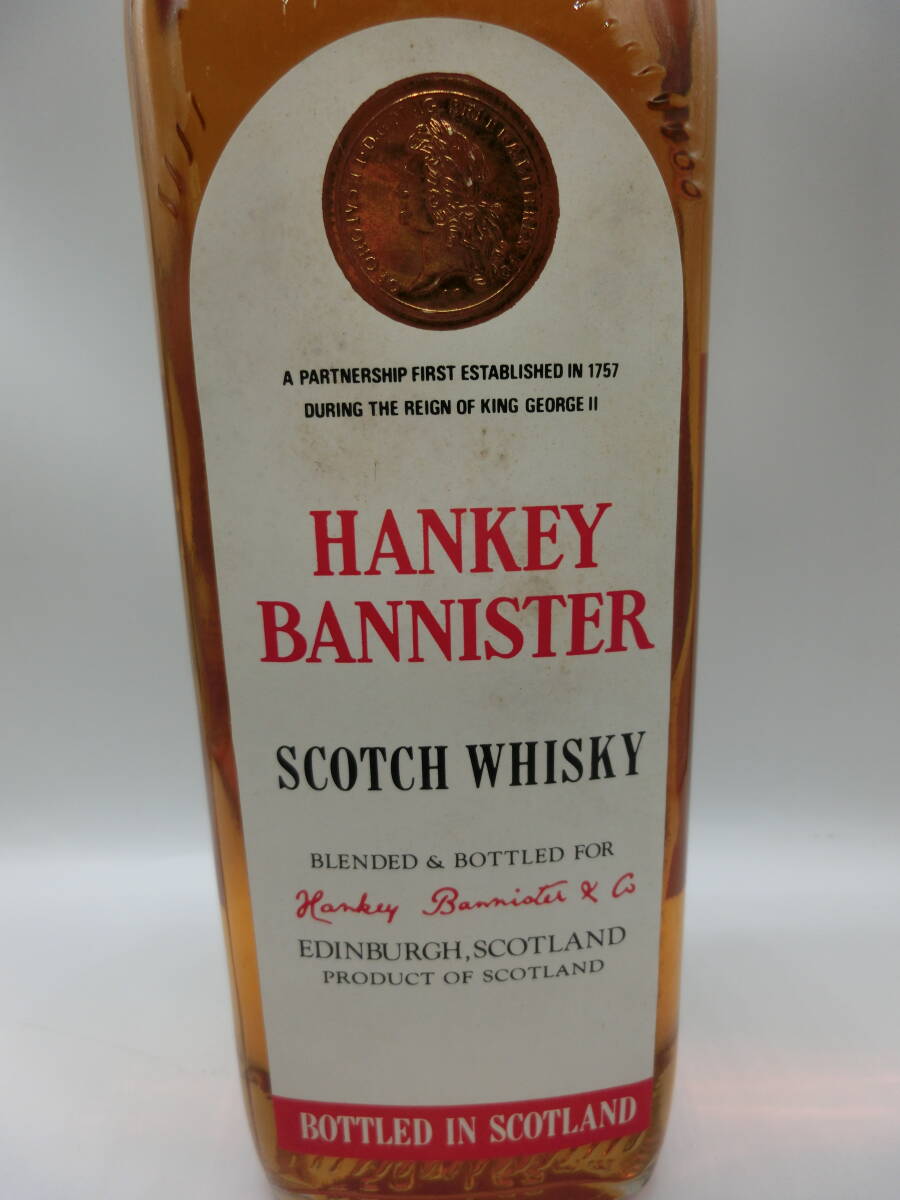 A PARTNERSHIP FIRST ESTABLISHED IN 1757
DURING THE REIGN OF KING GEORGE II
HANKEY
BANNISTER
SCOTCH WHISKY
BLENDED & BOTTLED FOR
Hankey Bannister & Co
EDINBURGH, SCOTLAND
PRODUCT OF SCOTLAND
BOTTLED IN SCOTLAND